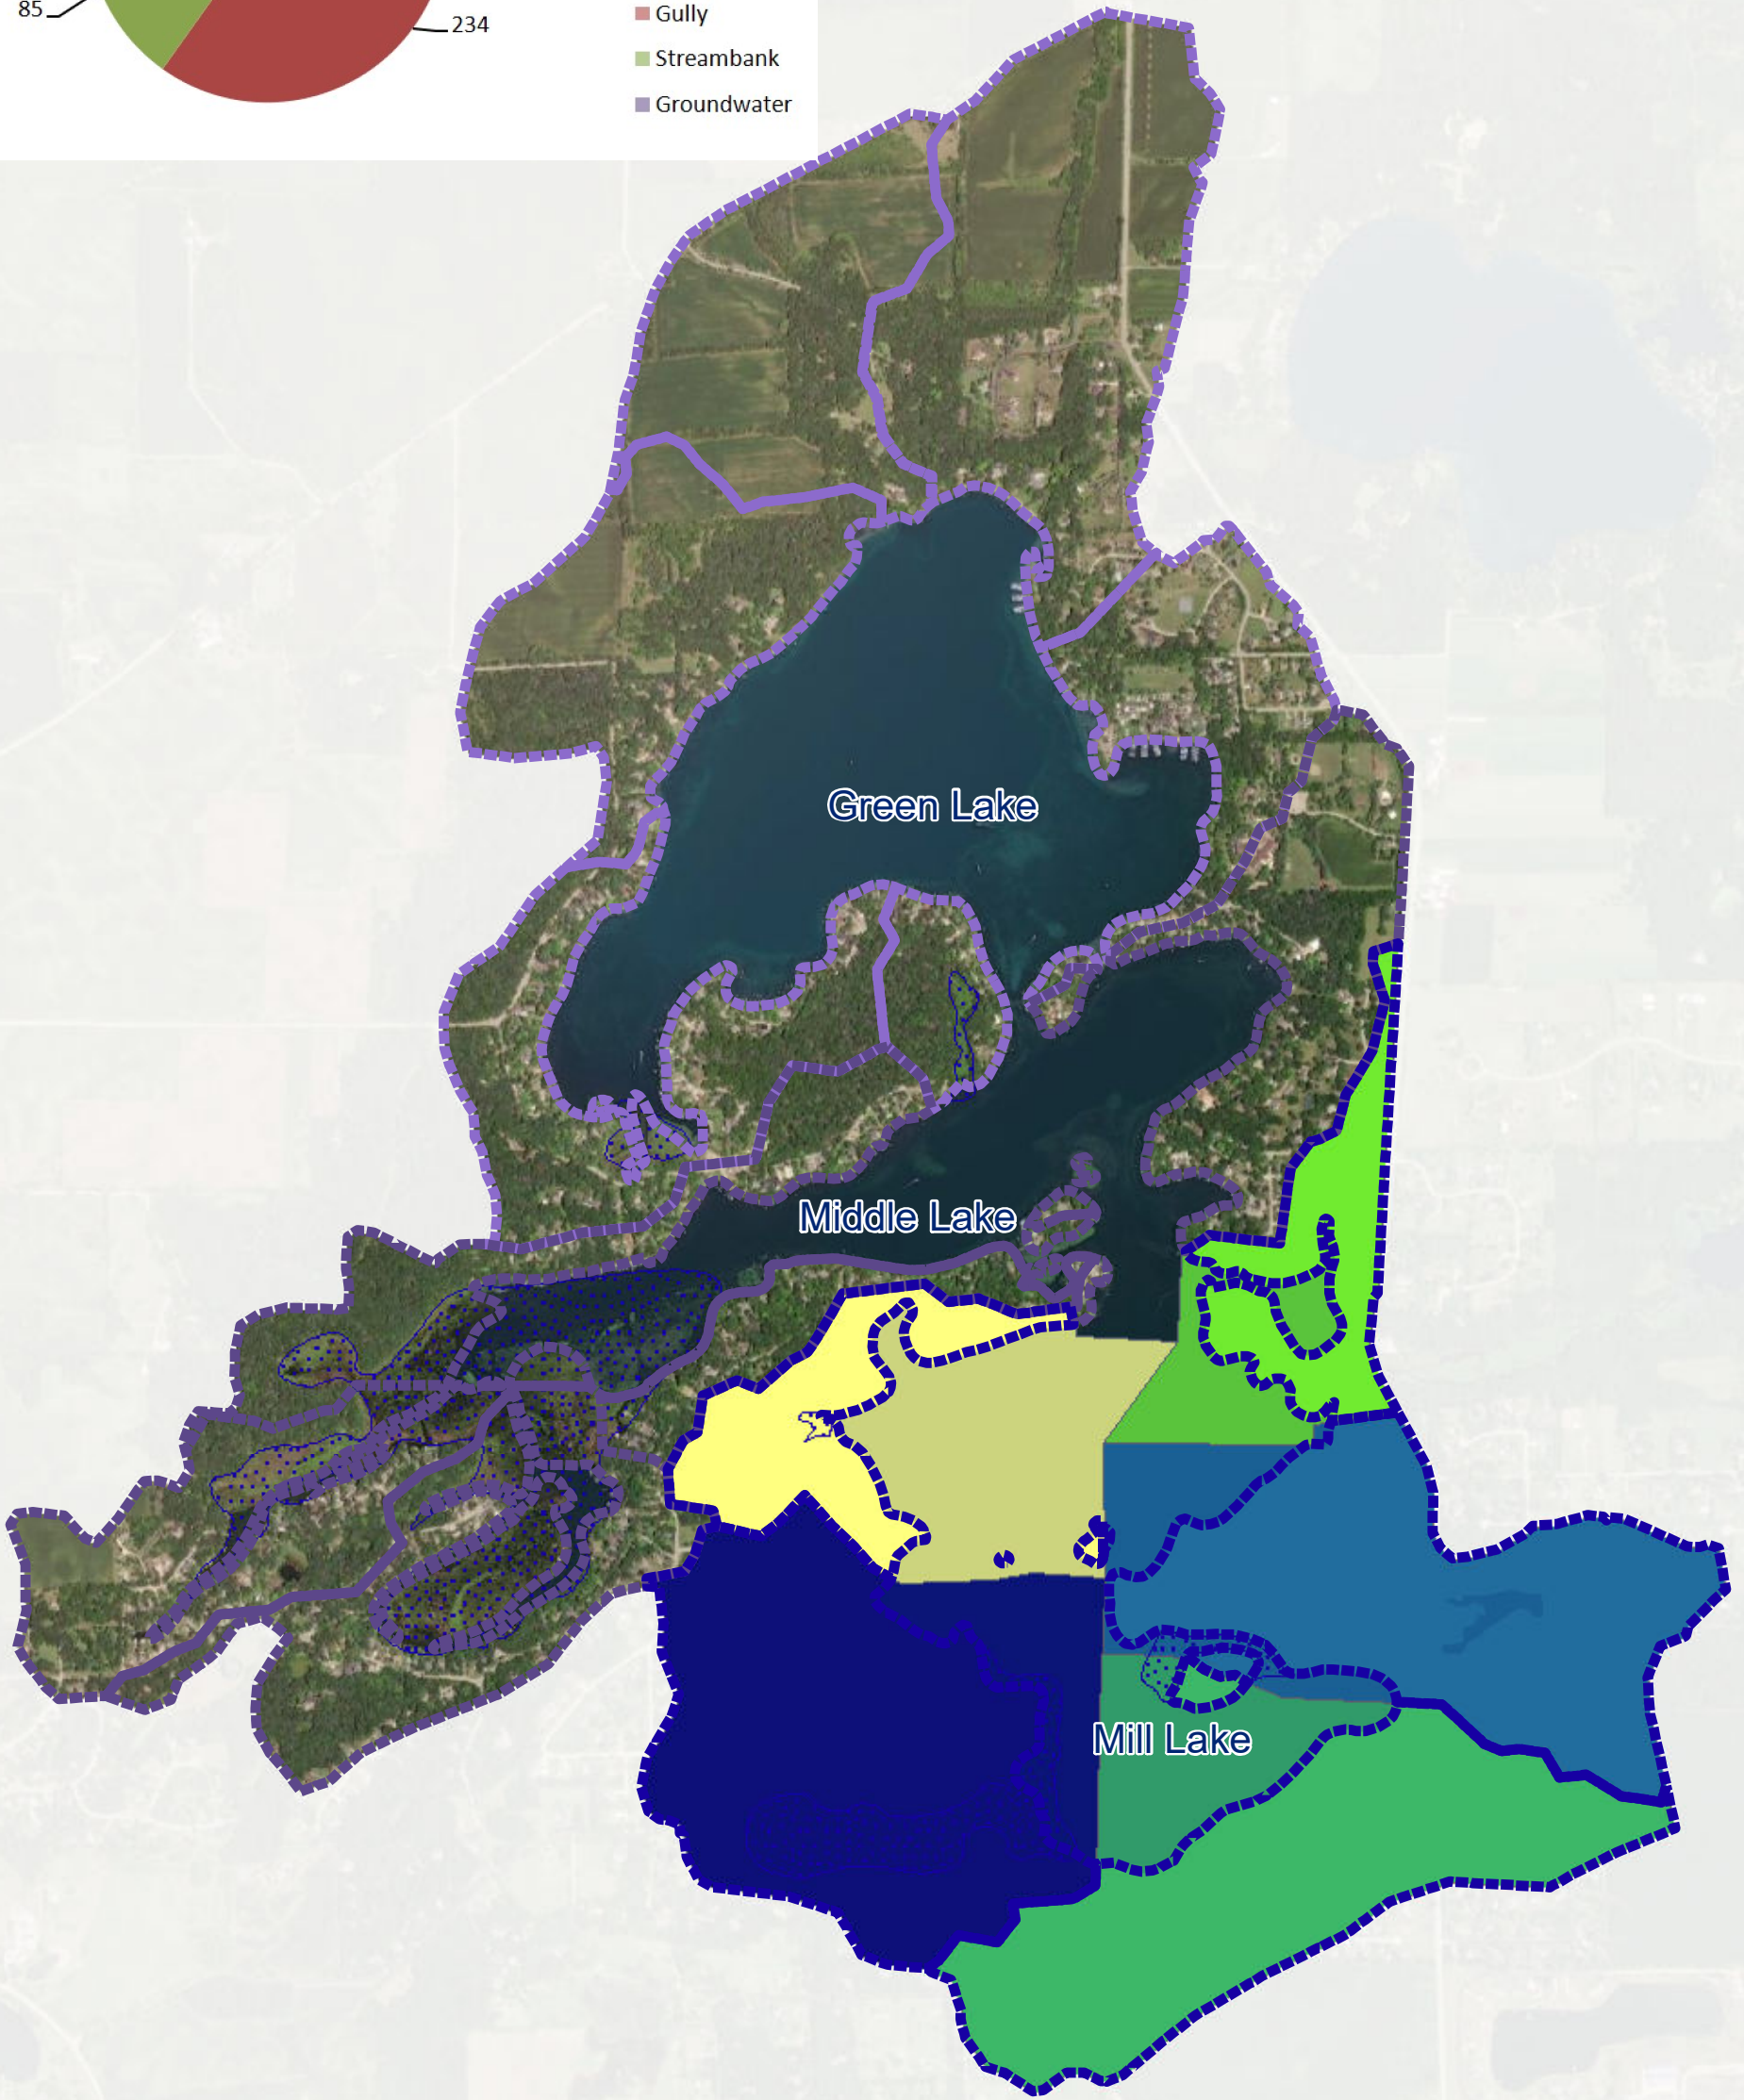 Gully
85
234
Streambank
Groundwater
Green Lake
Middle Lake
Mill Lake